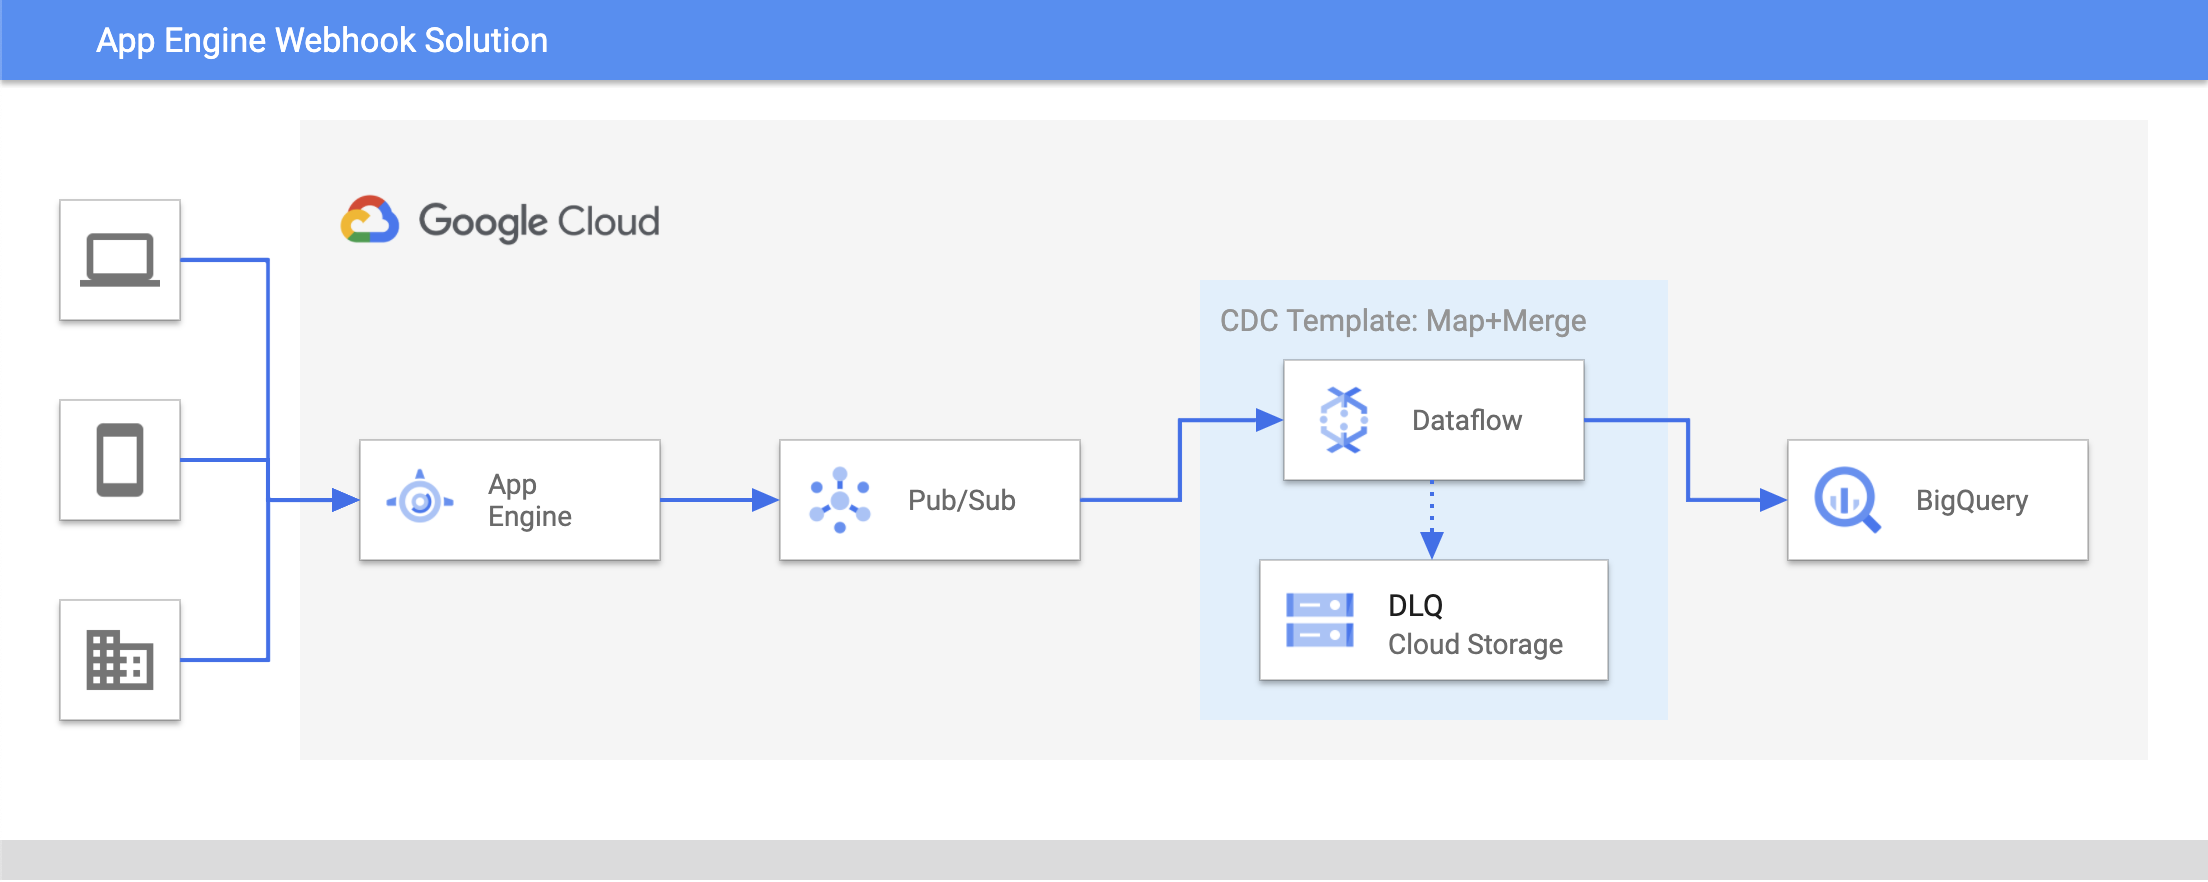 App Engine Webhook Solution
Google Cloud
CDC Template: Map+Merge
App
Engine
Pub/Sub
Dataflow
DLQ
Cloud Storage
BigQuery